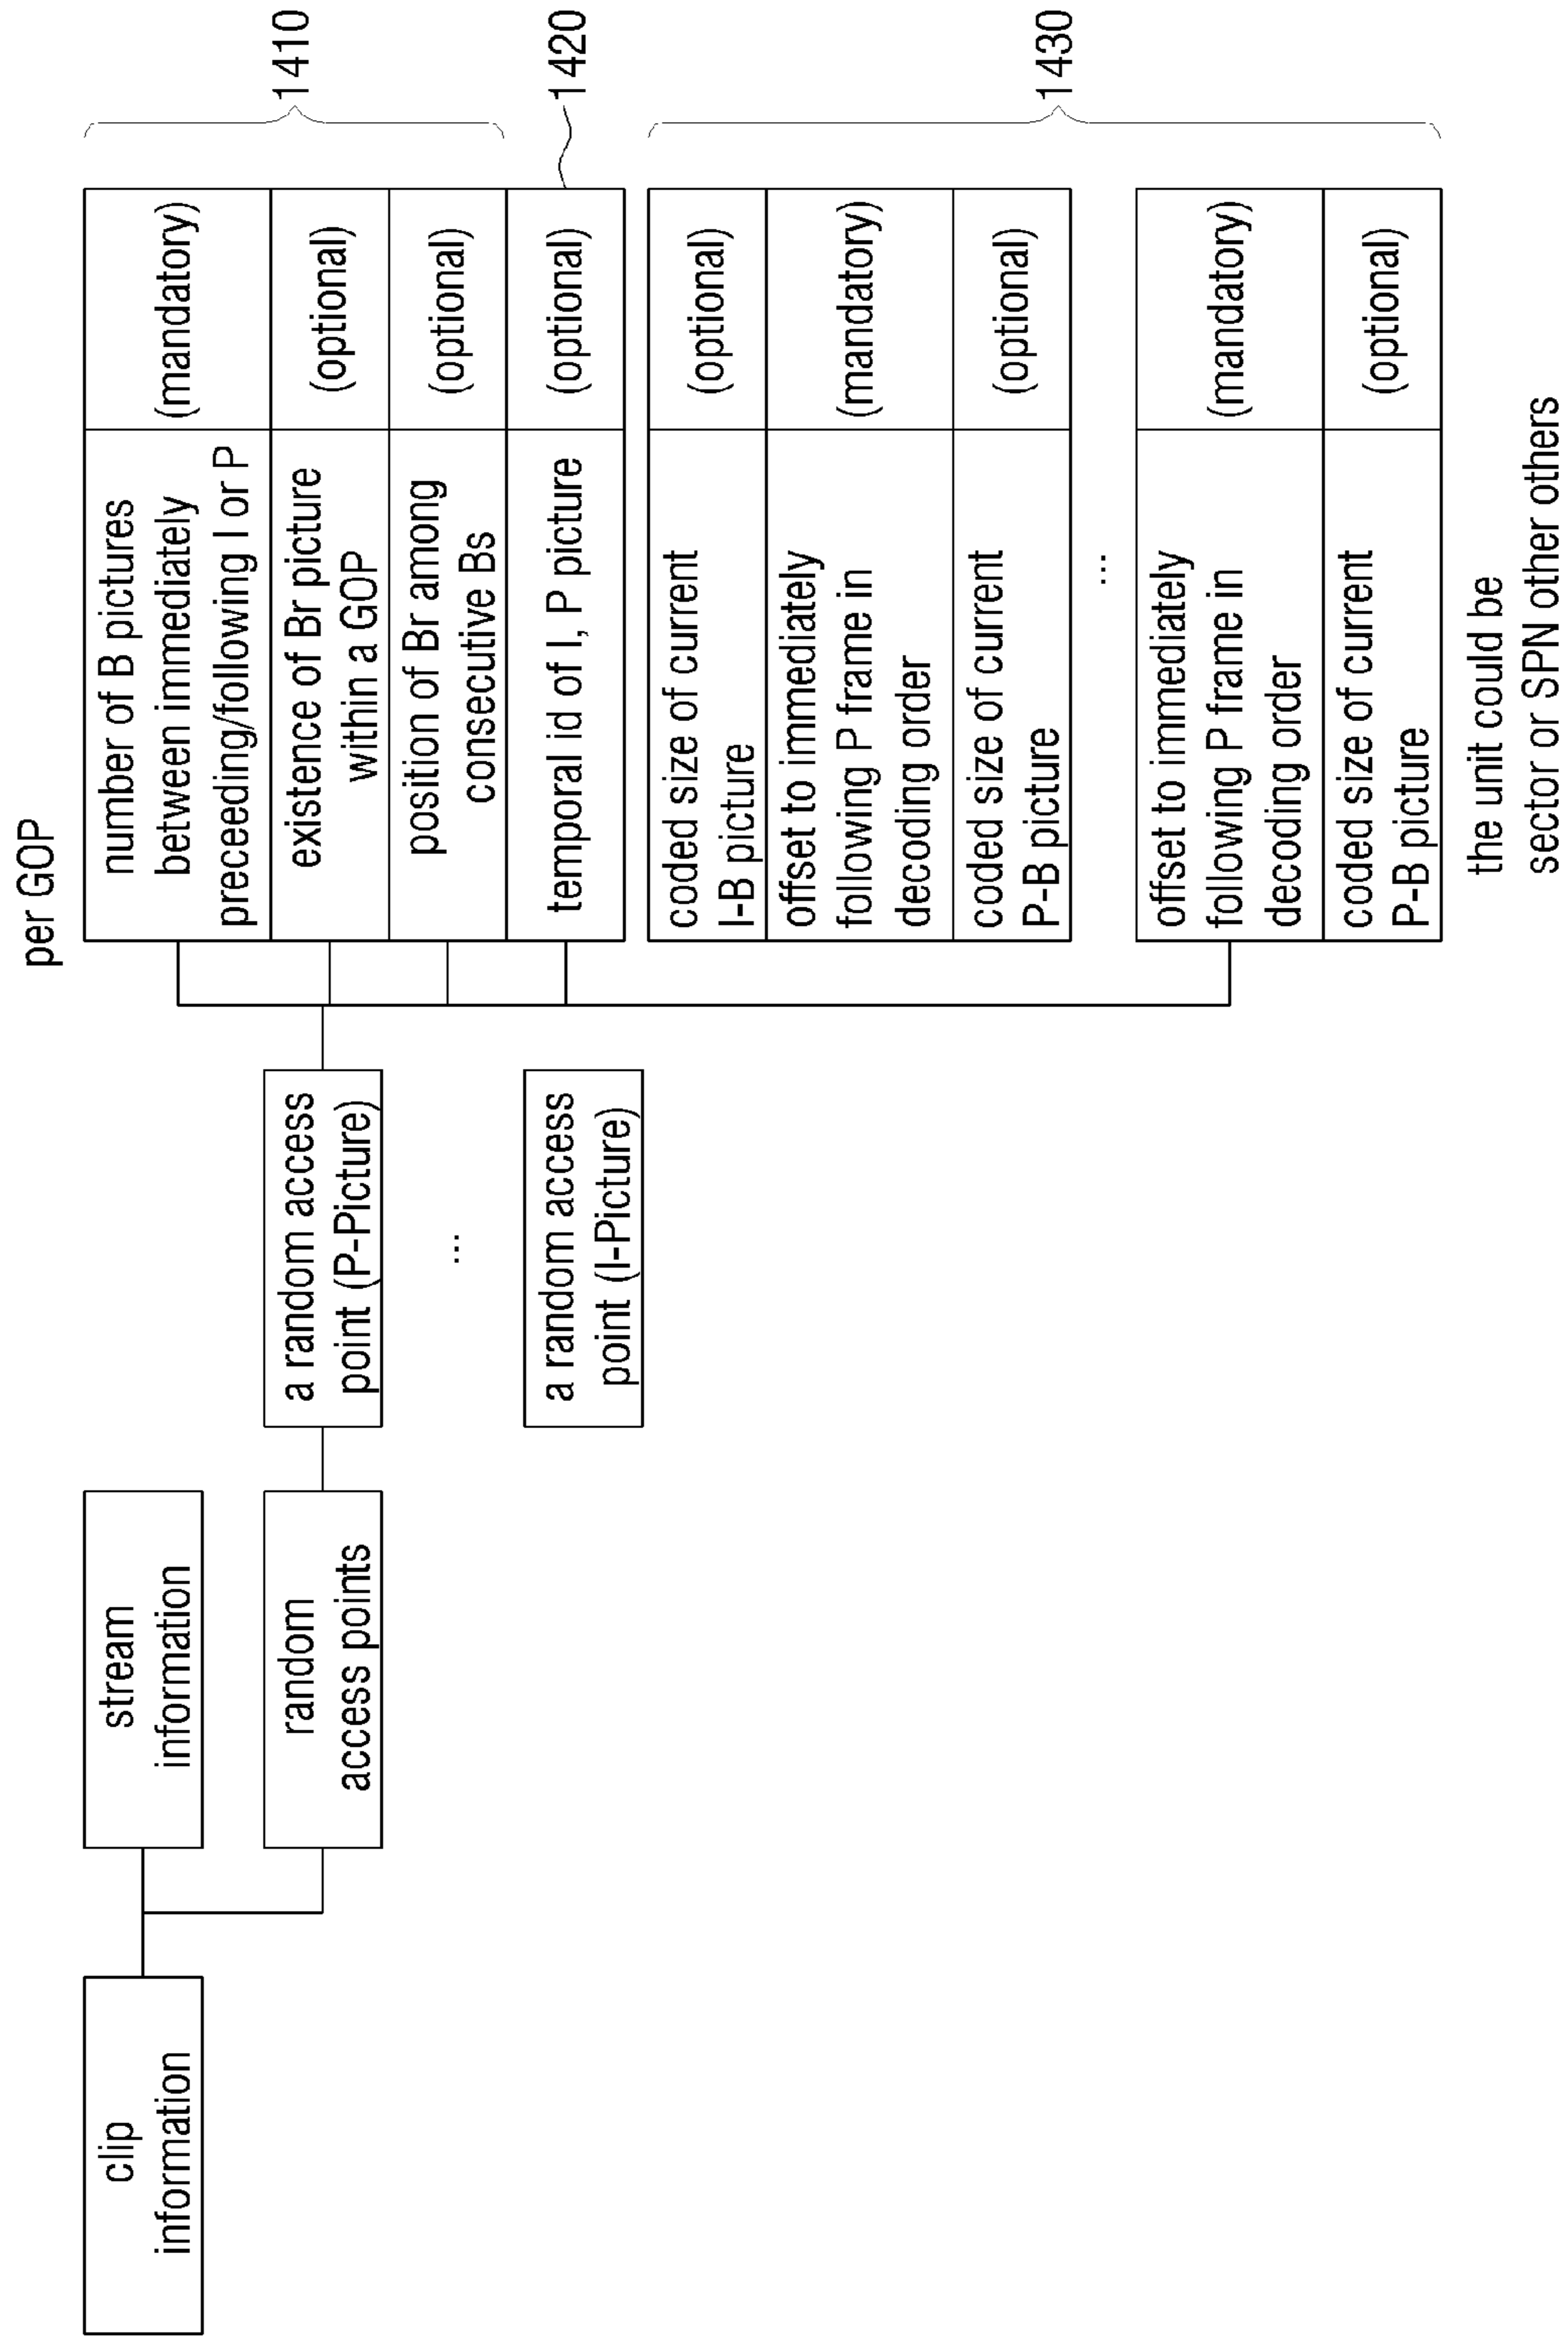 per GOP
clip
information
stream
information
random
access points
a random access
point (P-Picture)
...
a random access
point (I-Picture)
number of B pictures
between immediately
preceeding/following I or P
(mandatory)
existence of Br picture
within a GOP
(optional)
position of Br among
consecutive Bs
(optional)
temporal id of I, P picture
(optional)
coded size of current
I-B picture
(optional)
offset to immediately
following P frame in
decoding order
(mandatory)
coded size of current
P-B picture
(optional)
...
offset to immediately
following P frame in
decoding order
(mandatory)
coded size of current
P-B picture
(optional)
1410
1420
1430
the unit could be
sector or SPN other others